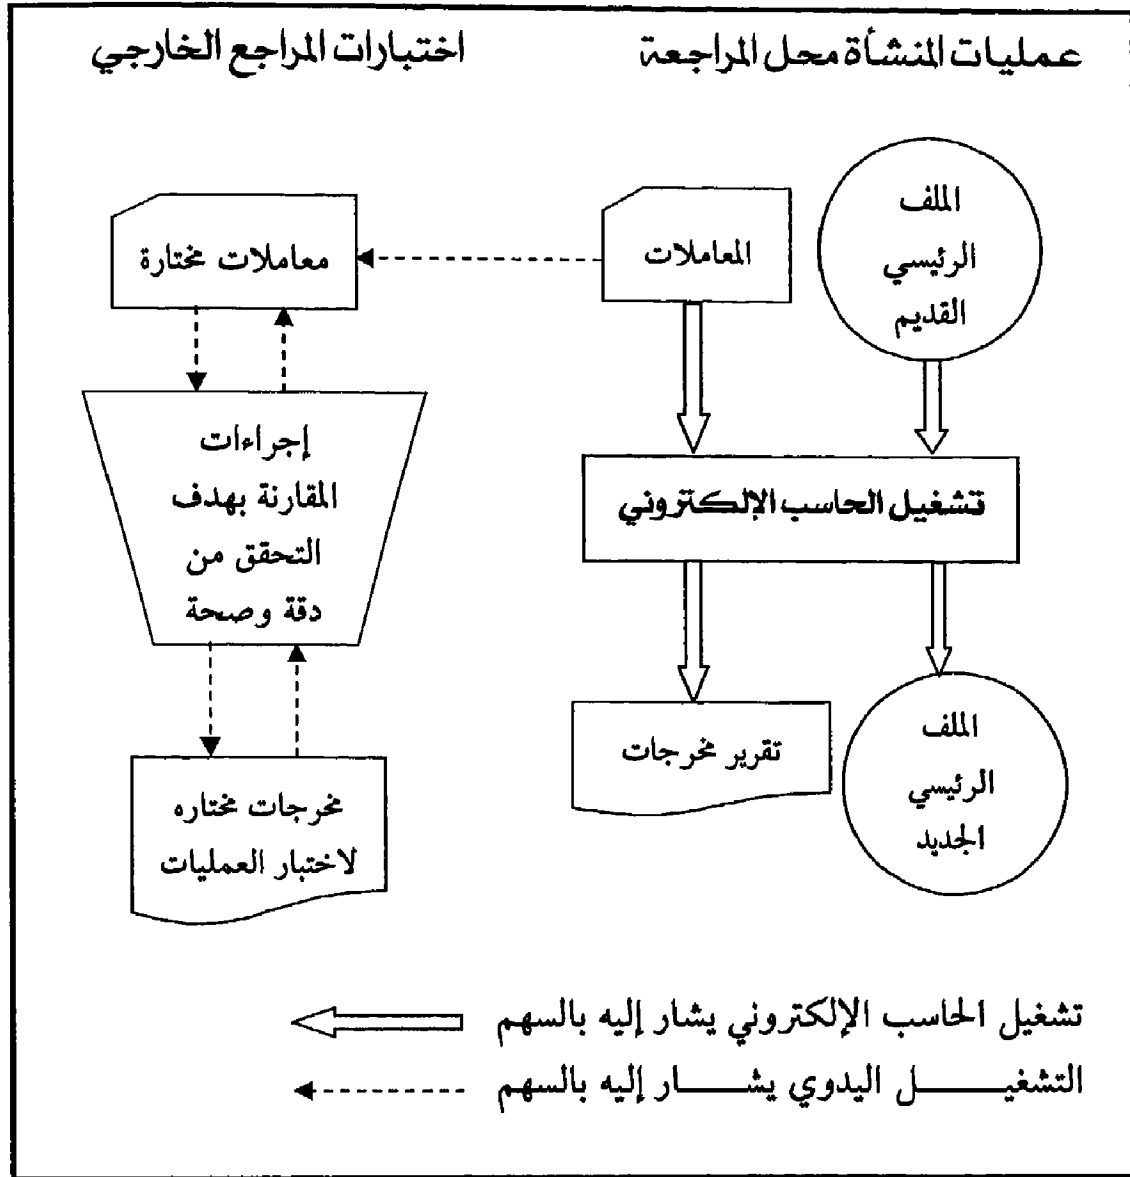 عمليات المنشأة محل المراجعة
اختبارات المراجع الخارجي
الملف
الرئيسي
القديم
المعاملات
معاملات مختارة
تشغيل الحاسب الإلكتروني
إجراءات
المقارنة بهدف
التحقق من
دقة وصحة
الملف
الرئيسي
الجديد
تقرير مخرجات
مخرجات مختاره
لاختبار العمليات
تشغيل الحاسب الإلكتروني يشار إليه بالسهم
التشغيـــــل اليدوي يشـــار إليه بالسهم